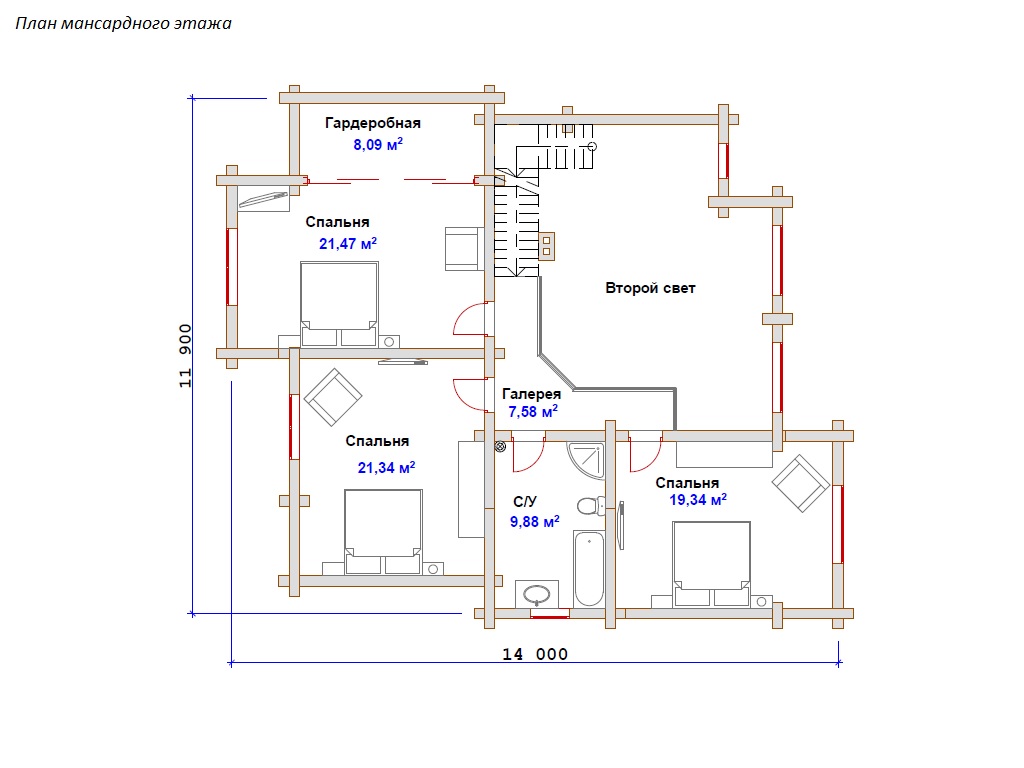 План мансардного этажа
Гардеробная
8,09 м²
Спальня
21,47 м²
Второй свет
11 900
Галерея
7,58 м²
Спальня
21,34 м²
С/У
9,88 м²
Спальня
19,34 м²
14 000